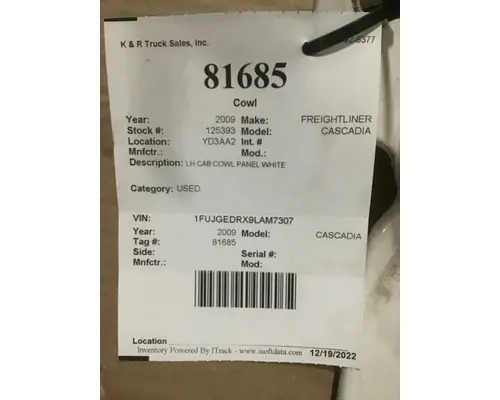 K & R Truck Sales, Inc.
81685
Cowl
Year: 2009 Make: FREIGHTLINER
Stock #: 125393 Model: CASCADIA
Location: YD3AA2 Int. #
Mnfctr.: Mod.:
Description: LH CAB COWL PANEL WHITE
Category: USED
VIN: 1FUJGEDRX9LAM7307
Year: 2009 Model: CASCADIA
Tag #: 81685
Side: Serial #:
Mnfctr.: Mod:
Location
Inventory Powered By ITrack - www.isoftdata.com 12/19/2022